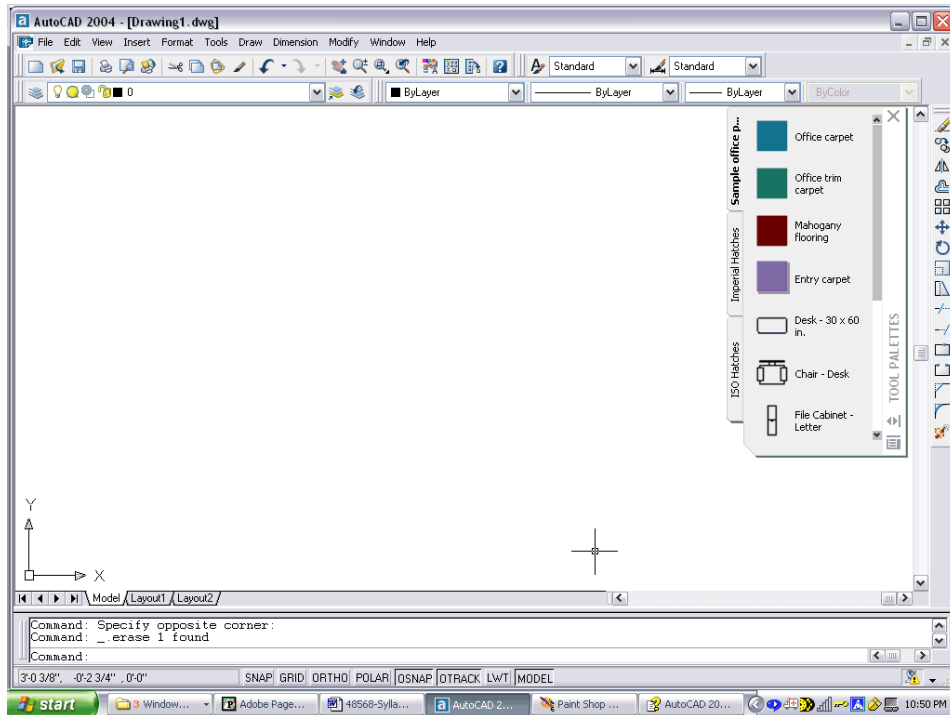 AutoCAD 2004 - [Drawing1.dwg]
File Edit View Insert Format Tools Draw Dimension Modify Window Help
Standard Standard
0 ByLayer ByLayer ByLayer ByColor
Sample office p...
Imperial Hatches
ISO Hatches
Office carpet
Office trim
carpet
Mahogany
flooring
Entry carpet
Desk - 30 x 60
in.
Chair - Desk
File Cabinet -
Letter
TOOL PALETTES
Y
X
Model Layout1 Layout2
Command: Specify opposite corner:
Command: _.erase 1 found
Command:
3'-0 3/8", -0'-2 3/4" , 0'-0" SNAP GRID ORTHO POLAR OSNAP OTRACK LWT MODEL
start 3 Window... Adobe Page... 48568-Sylla... AutoCAD 2... Paint Shop ... AutoCAD 20... 10:50 PM